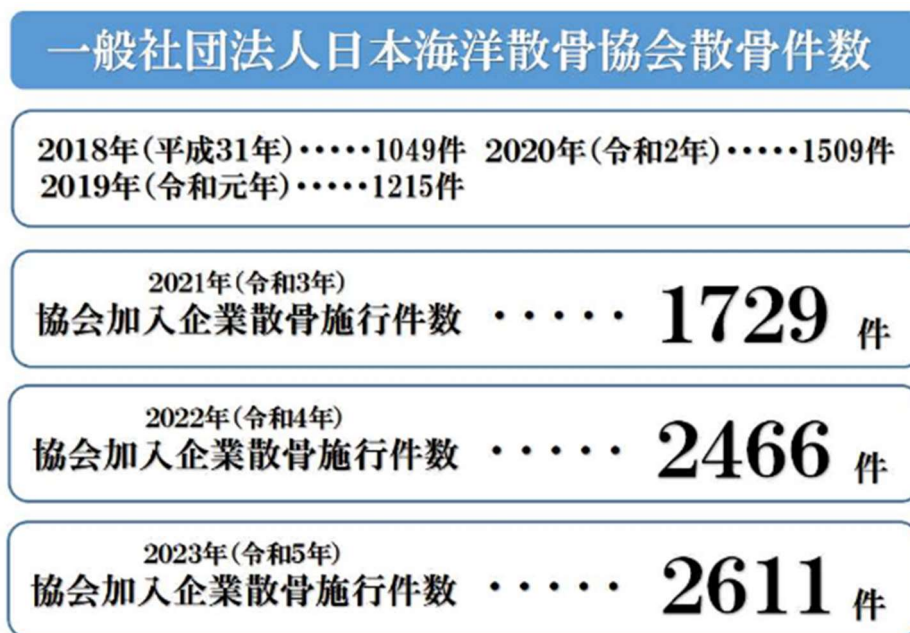 一般社団法人日本海洋散骨協会散骨件数
2018年(平成31年)・・・・・1049件 2020年(令和2年)・・・・・1509件
2019年(令和元年)・・・・・1215件
2021年(令和3年)
協会加入企業散骨施行件数 ・・・・・ 1729 件
2022年(令和4年)
協会加入企業散骨施行件数 ・・・・・ 2466 件
2023年(令和5年)
協会加入企業散骨施行件数 ・・・・・ 2611 件